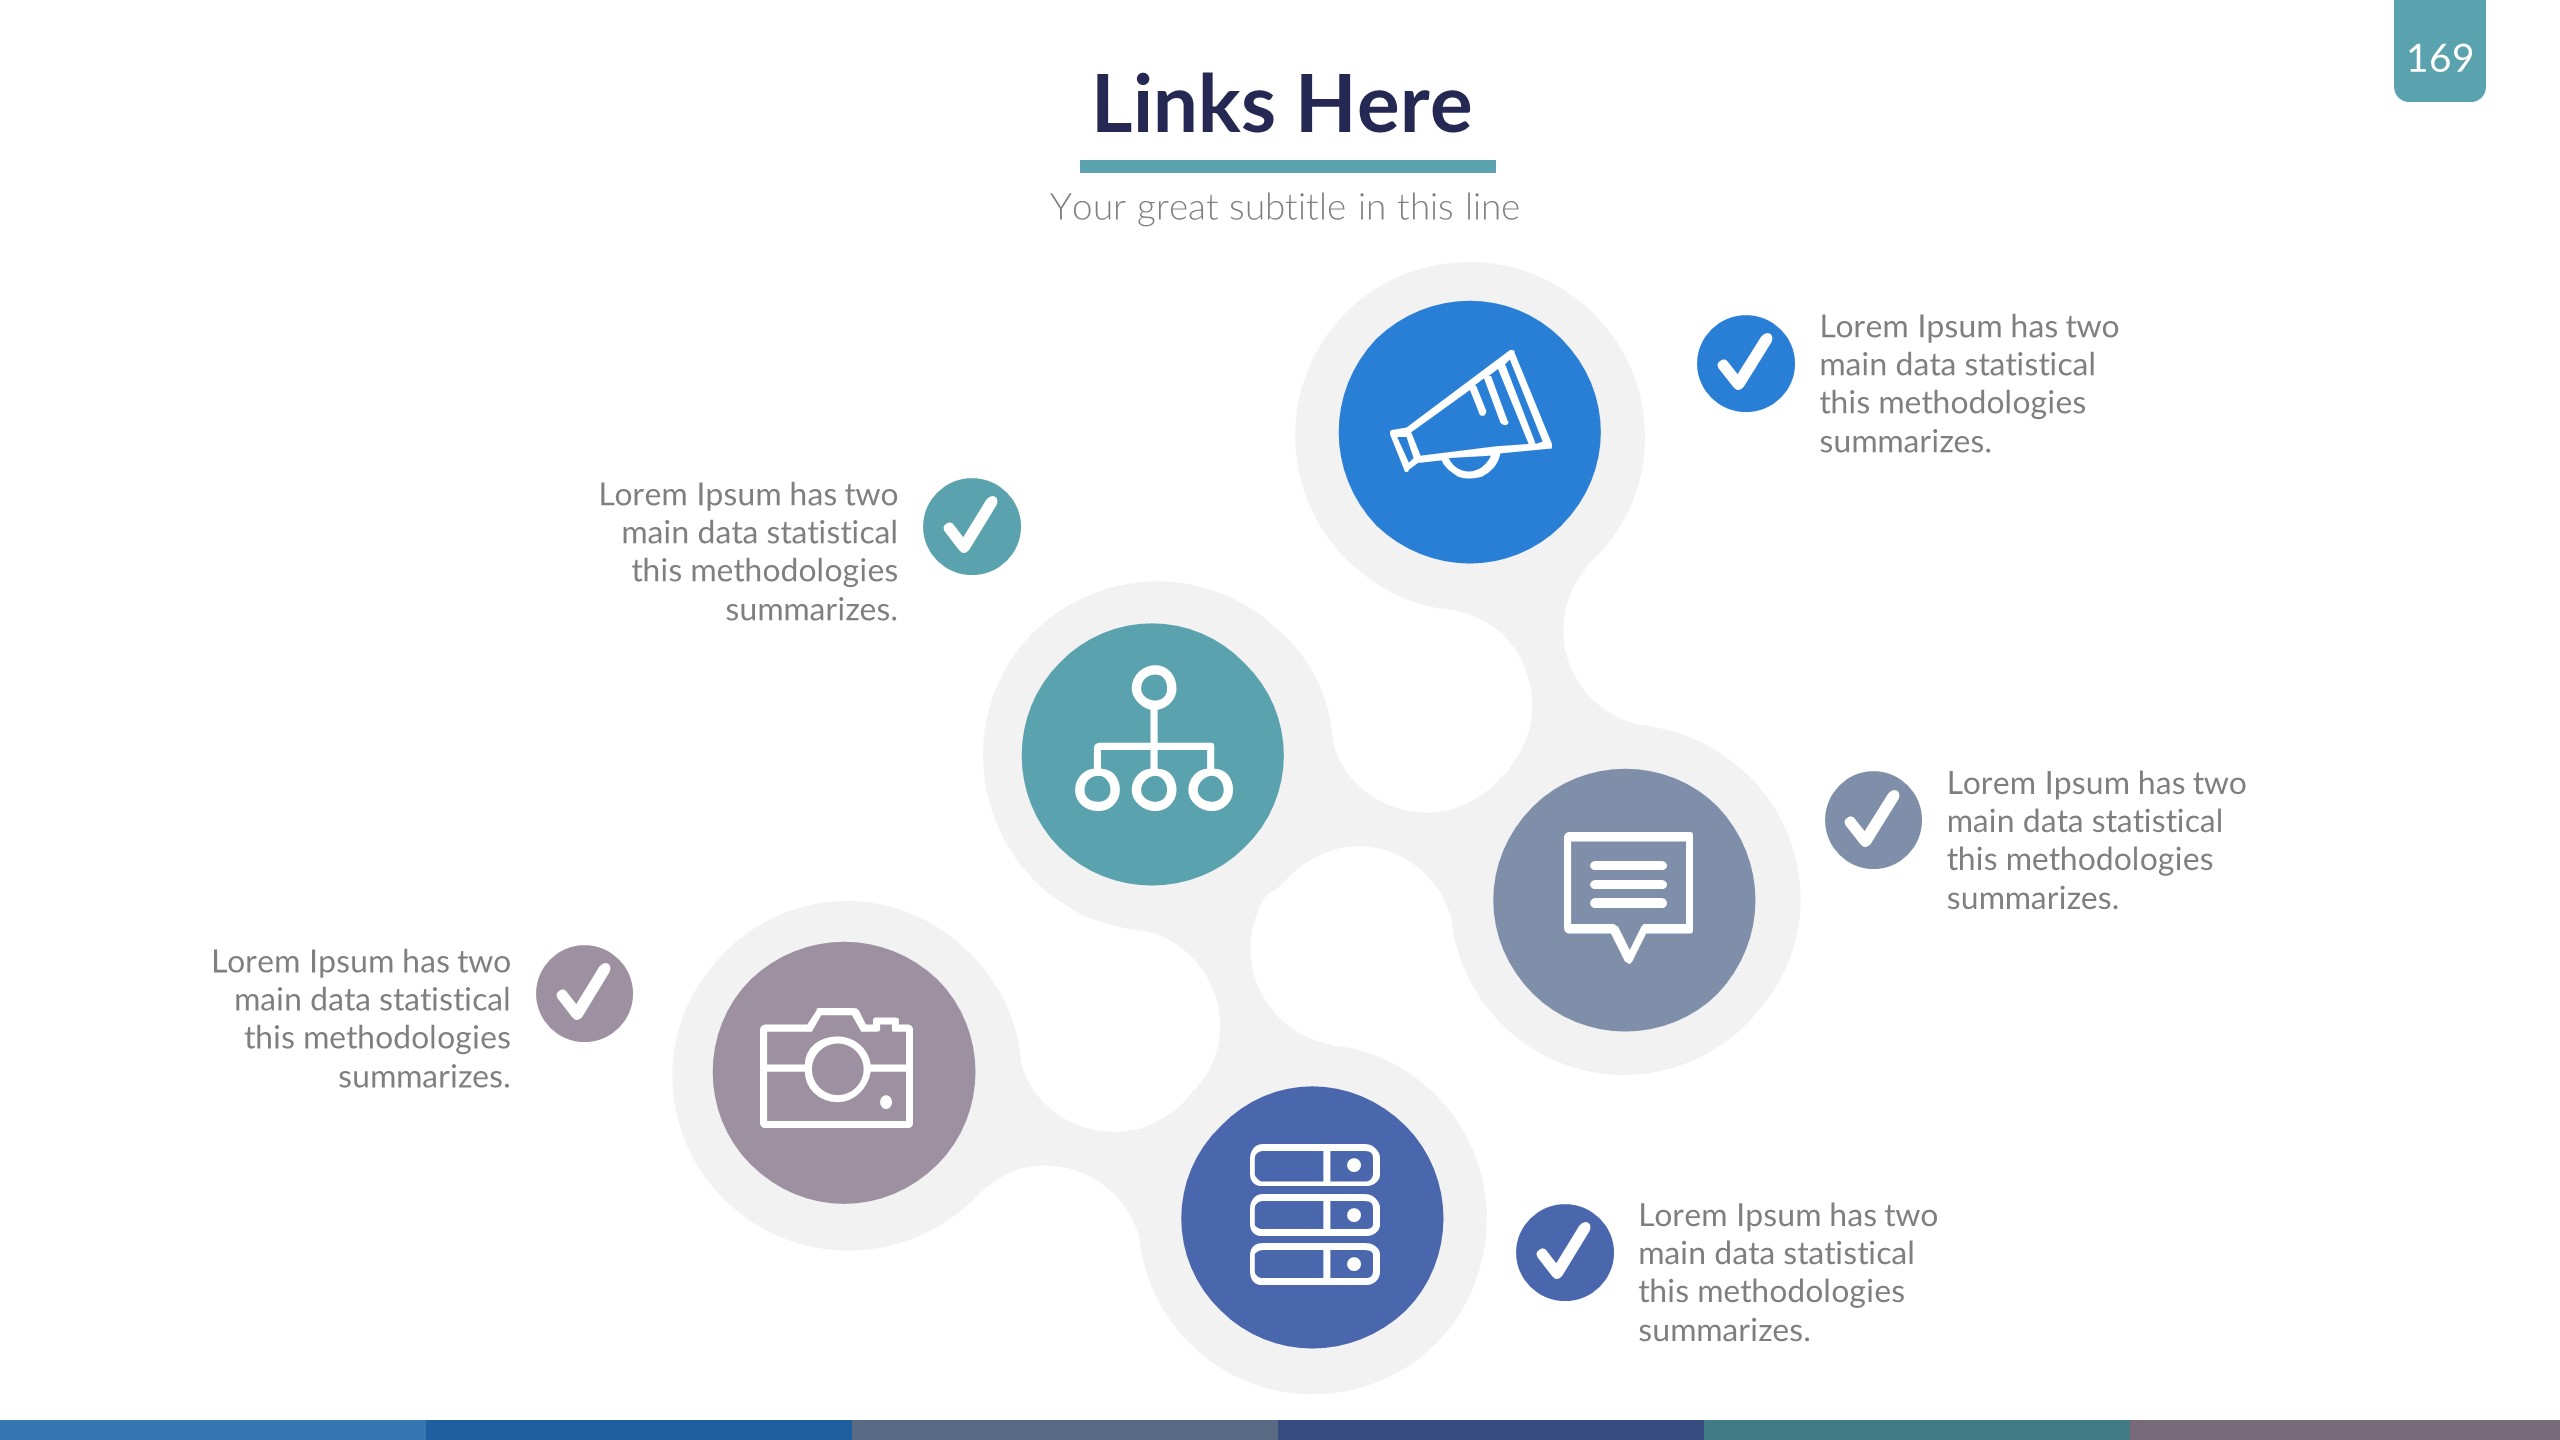 169
Links Here
Your great subtitle in this line
Lorem Ipsum has two
main data statistical
this methodologies
summarizes.
Lorem Ipsum has two
main data statistical
this methodologies
summarizes.
Lorem Ipsum has two
main data statistical
this methodologies
summarizes.
Lorem Ipsum has two
main data statistical
this methodologies
summarizes.
Lorem Ipsum has two
main data statistical
this methodologies
summarizes.